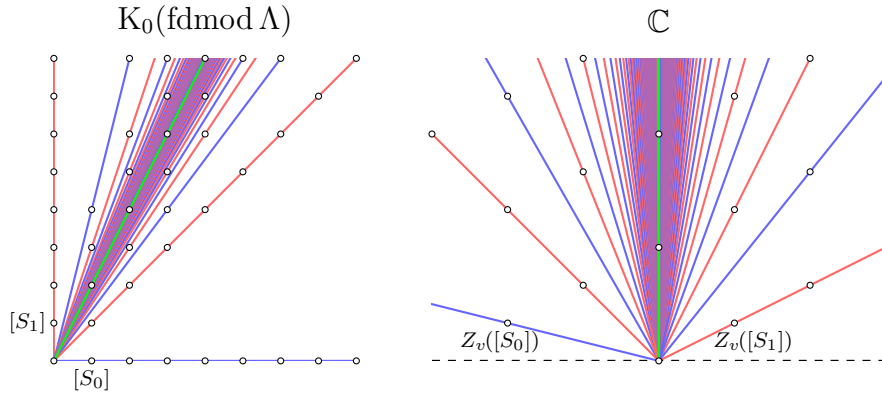 K₀(fdmod Λ)
ℂ
[S₁]
[S₀]
Zᵥ([S₀])
Zᵥ([S₁])